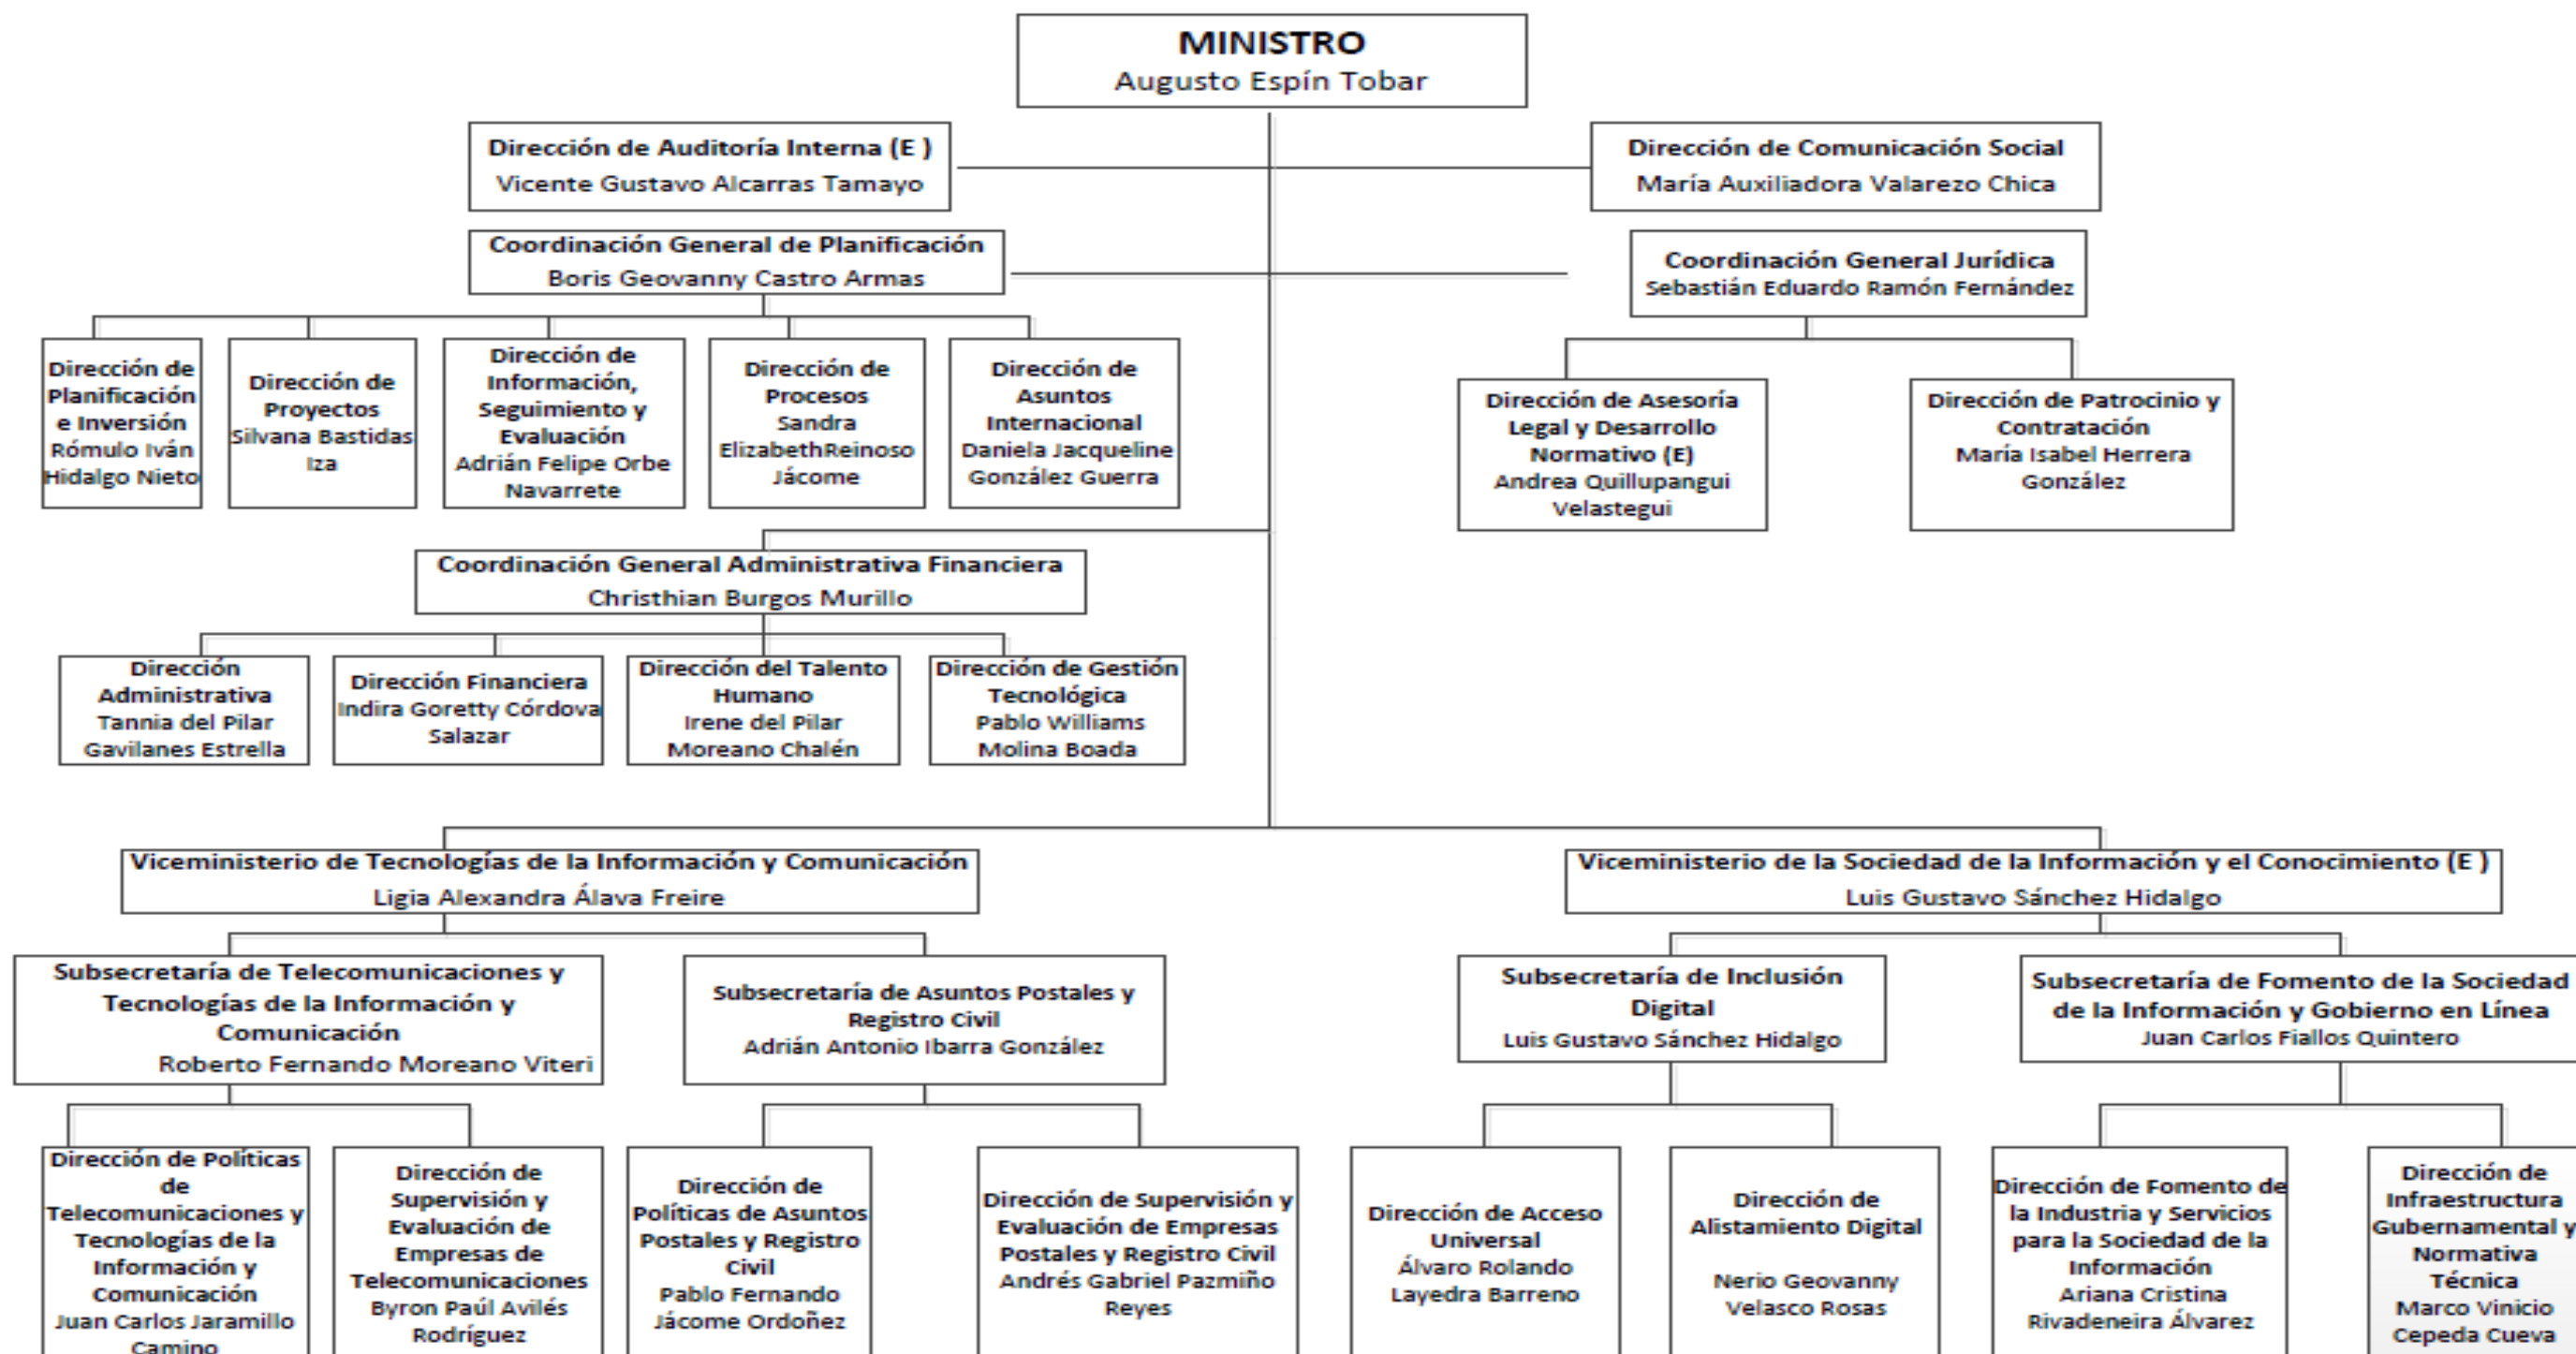 MINISTRO
Augusto Espín Tobar
Dirección de Auditoría Interna (E )
Vicente Gustavo Alcarras Tamayo
Dirección de Comunicación Social
María Auxiliadora Valarezo Chica
Coordinación General de Planificación
Boris Geovanny Castro Armas
Coordinación General Jurídica
Sebastián Eduardo Ramón Fernández
Dirección de
Planificación
e Inversión
Rómulo Iván
Hidalgo Nieto
Dirección de
Proyectos
Silvana Bastidas
Iza
Dirección de
Información,
Seguimiento y
Evaluación
Adrián Felipe Orbe
Navarrete
Dirección de
Procesos
Sandra
ElizabethReinoso
Jácome
Dirección de
Asuntos
Internacional
Daniela Jacqueline
González Guerra
Dirección de Asesoría
Legal y Desarrollo
Normativo (E)
Andrea Quillupangui
Velastegui
Dirección de Patrocinio y
Contratación
María Isabel Herrera
González
Coordinación General Administrativa Financiera
Christhian Burgos Murillo
Dirección
Administrativa
Tannia del Pilar
Gavilanes Estrella
Dirección Financiera
Indira Goretty Córdova
Salazar
Dirección del Talento
Humano
Irene del Pilar
Moreano Chalén
Dirección de Gestión
Tecnológica
Pablo Williams
Molina Boada
Viceministerio de Tecnologías de la Información y Comunicación
Ligia Alexandra Álava Freire
Viceministerio de la Sociedad de la Información y el Conocimiento (E )
Luis Gustavo Sánchez Hidalgo
Subsecretaría de Telecomunicaciones y
Tecnologías de la Información y
Comunicación
Roberto Fernando Moreano Viteri
Subsecretaría de Asuntos Postales y
Registro Civil
Adrián Antonio Ibarra González
Subsecretaría de Inclusión
Digital
Luis Gustavo Sánchez Hidalgo
Subsecretaría de Fomento de la Sociedad
de la Información y Gobierno en Línea
Juan Carlos Fiallos Quintero
Dirección de Políticas
de
Telecomunicaciones y
Tecnologías de la
Información y
Comunicación
Juan Carlos Jaramillo
Camino
Dirección de
Supervisión y
Evaluación de
Empresas de
Telecomunicaciones
Byron Paúl Avilés
Rodríguez
Dirección de
Políticas de Asuntos
Postales y Registro
Civil
Pablo Fernando
Jácome Ordoñez
Dirección de Supervisión y
Evaluación de Empresas
Postales y Registro Civil
Andrés Gabriel Pazmiño
Reyes
Dirección de Acceso
Universal
Álvaro Rolando
Layedra Barreno
Dirección de
Alistamiento Digital
Nerio Geovanny
Velasco Rosas
Dirección de Fomento de
la Industria y Servicios
para la Sociedad de la
Información
Ariana Cristina
Rivadeneira Álvarez
Dirección de
Infraestructura
Gubernamental y
Normativa
Técnica
Marco Vinicio
Cepeda Cueva